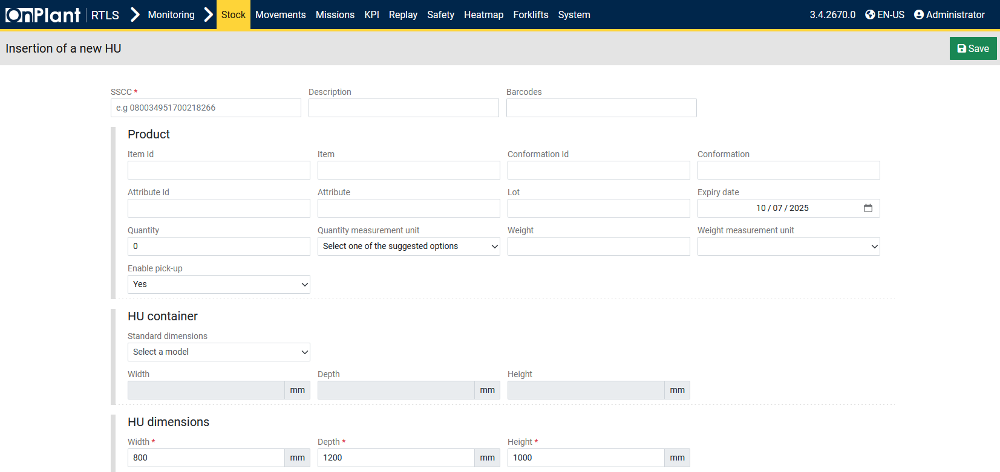 OnPlant RTLS Monitoring Stock Movements Missions KPI Replay Safety Heatmap Forklifts System 3.4.2670.0 EN-US Administrator
Insertion of a new HU Save
SSCC * Description Barcodes
e.g 080034951700218266
Product
Item Id Item Conformation Id Conformation
Attribute Id Attribute Lot Expiry date
10 / 07 / 2025
Quantity Quantity measurement unit Weight Weight measurement unit
0 Select one of the suggested options
Enable pick-up
Yes
HU container
Standard dimensions
Select a model
Width Depth Height
mm mm mm
HU dimensions
Width * Depth * Height *
800 mm 1200 mm 1000 mm